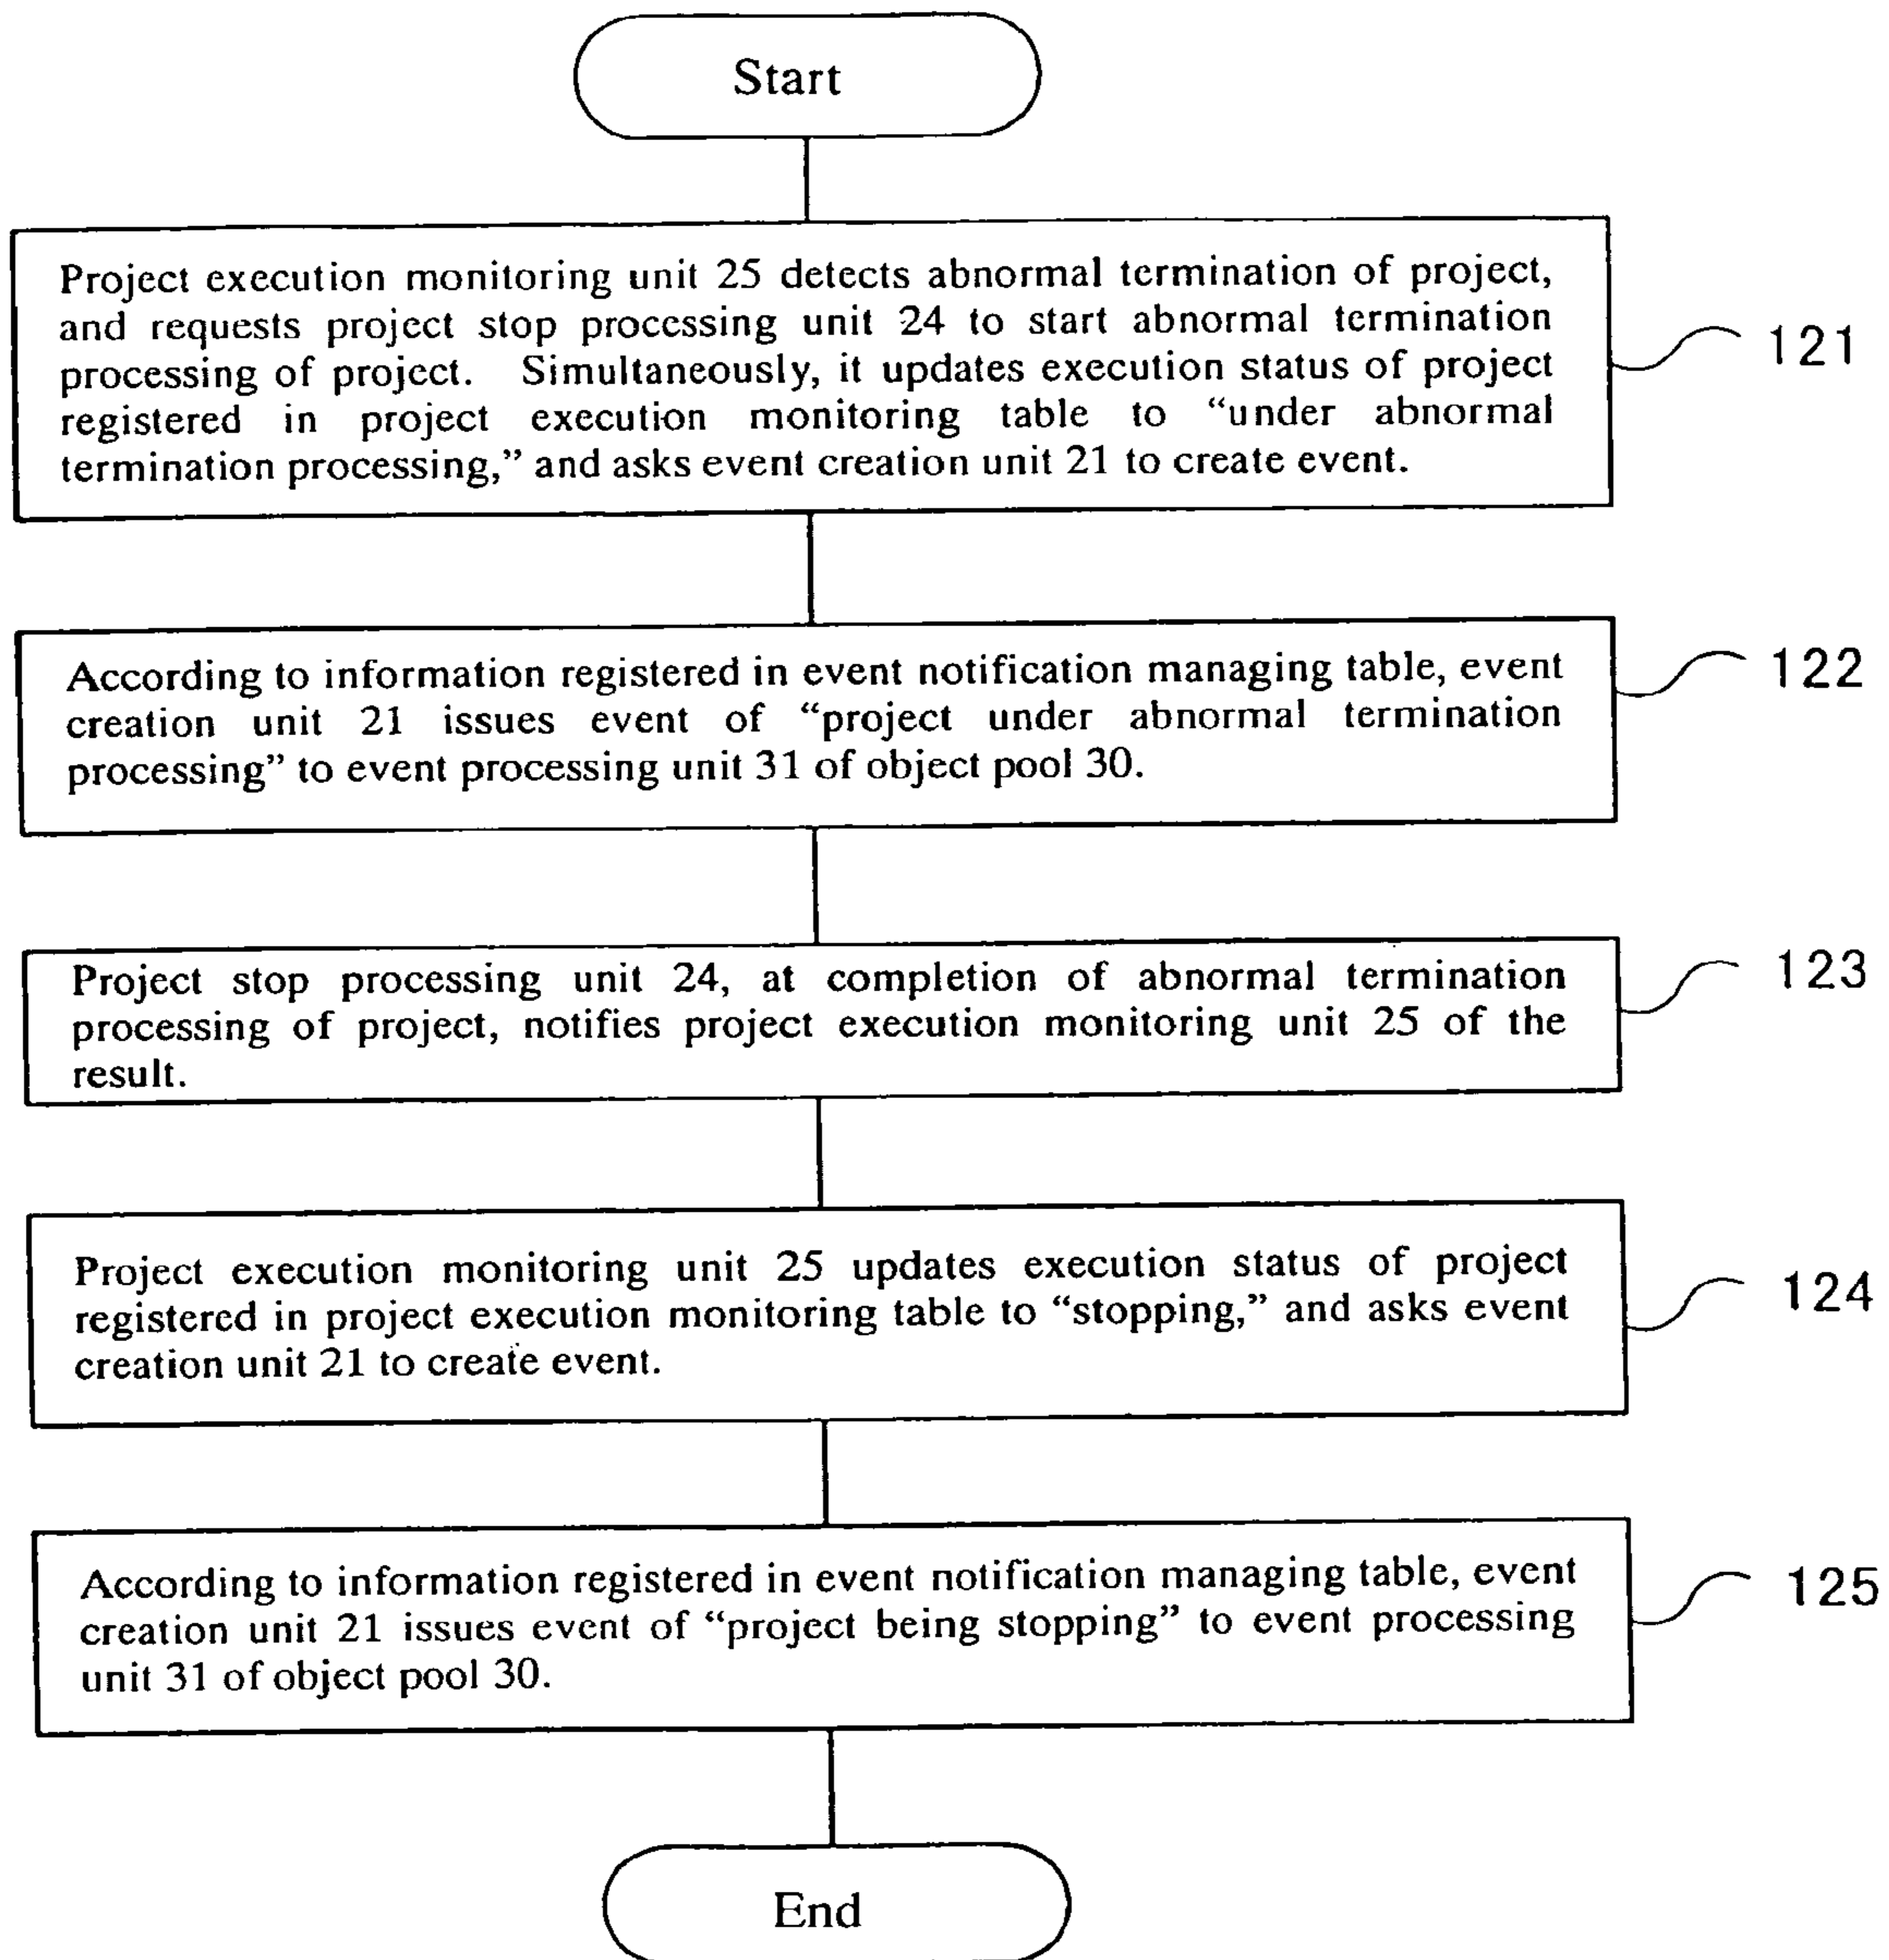 Start
Project execution monitoring unit 25 detects abnormal termination of project,
and requests project stop processing unit 24 to start abnormal termination
processing of project. Simultaneously, it updates execution status of project
registered in project execution monitoring table to “under abnormal
termination processing,” and asks event creation unit 21 to create event.
121
According to information registered in event notification managing table, event
creation unit 21 issues event of “project under abnormal termination
processing” to event processing unit 31 of object pool 30.
122
Project stop processing unit 24, at completion of abnormal termination
processing of project, notifies project execution monitoring unit 25 of the
result.
123
Project execution monitoring unit 25 updates execution status of project
registered in project execution monitoring table to “stopping,” and asks event
creation unit 21 to create event.
124
According to information registered in event notification managing table, event
creation unit 21 issues event of “project being stopping” to event processing
unit 31 of object pool 30.
125
End